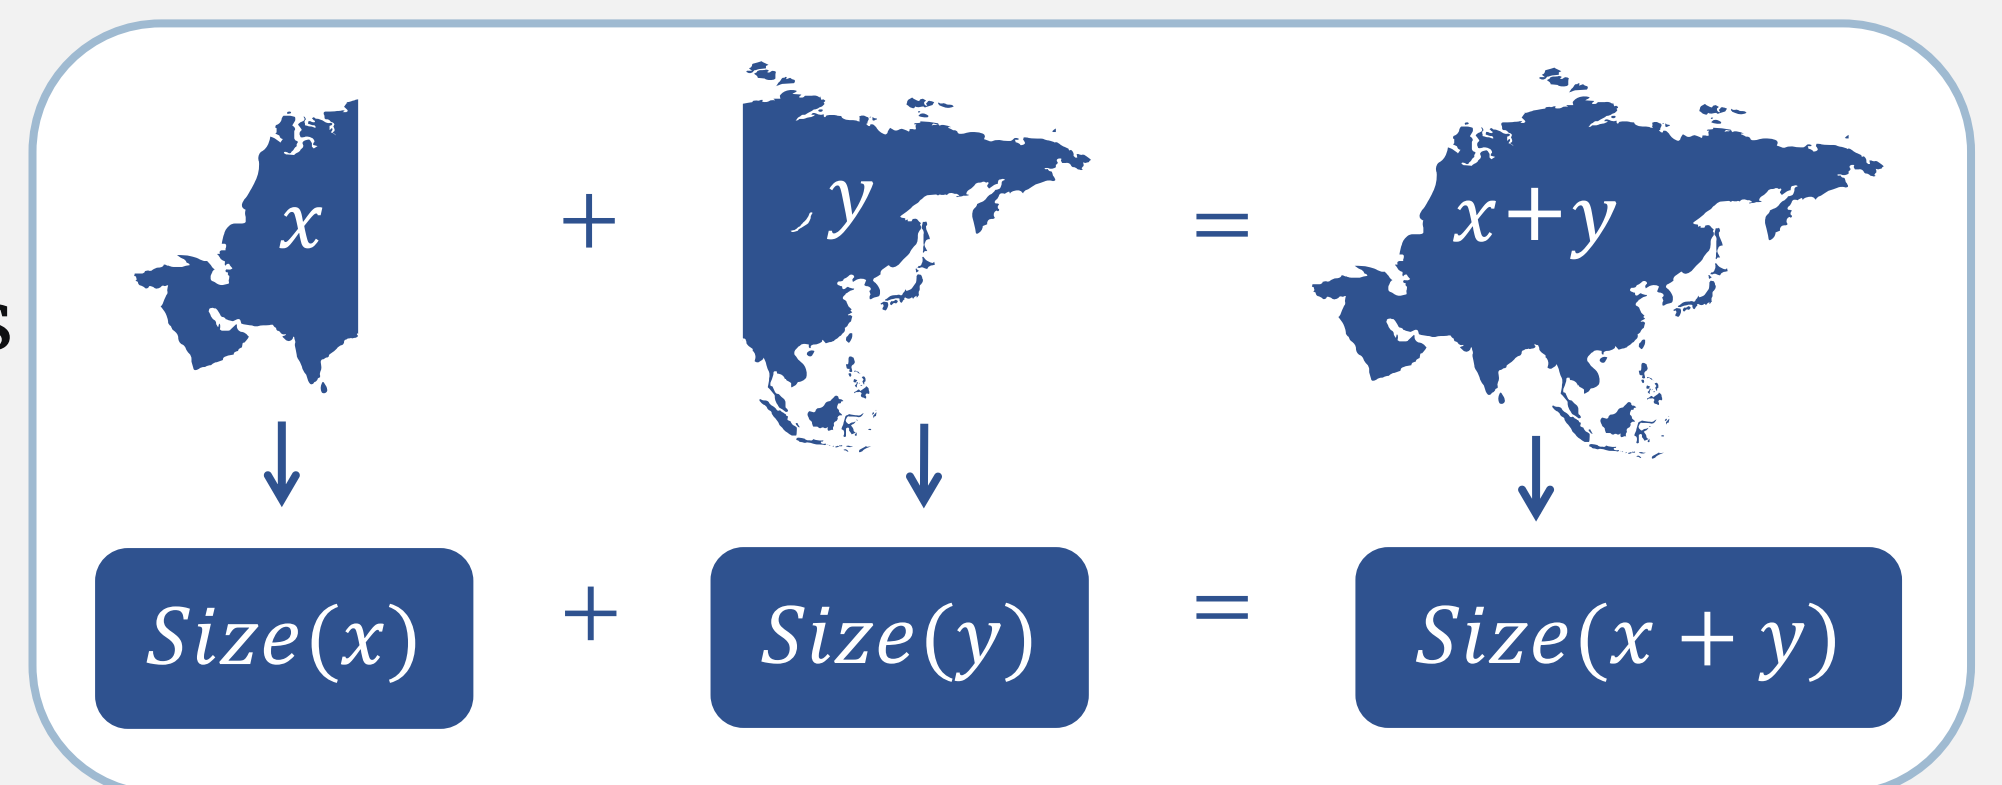 s
x + y = x+y
Size(x) + Size(y) = Size(x + y)